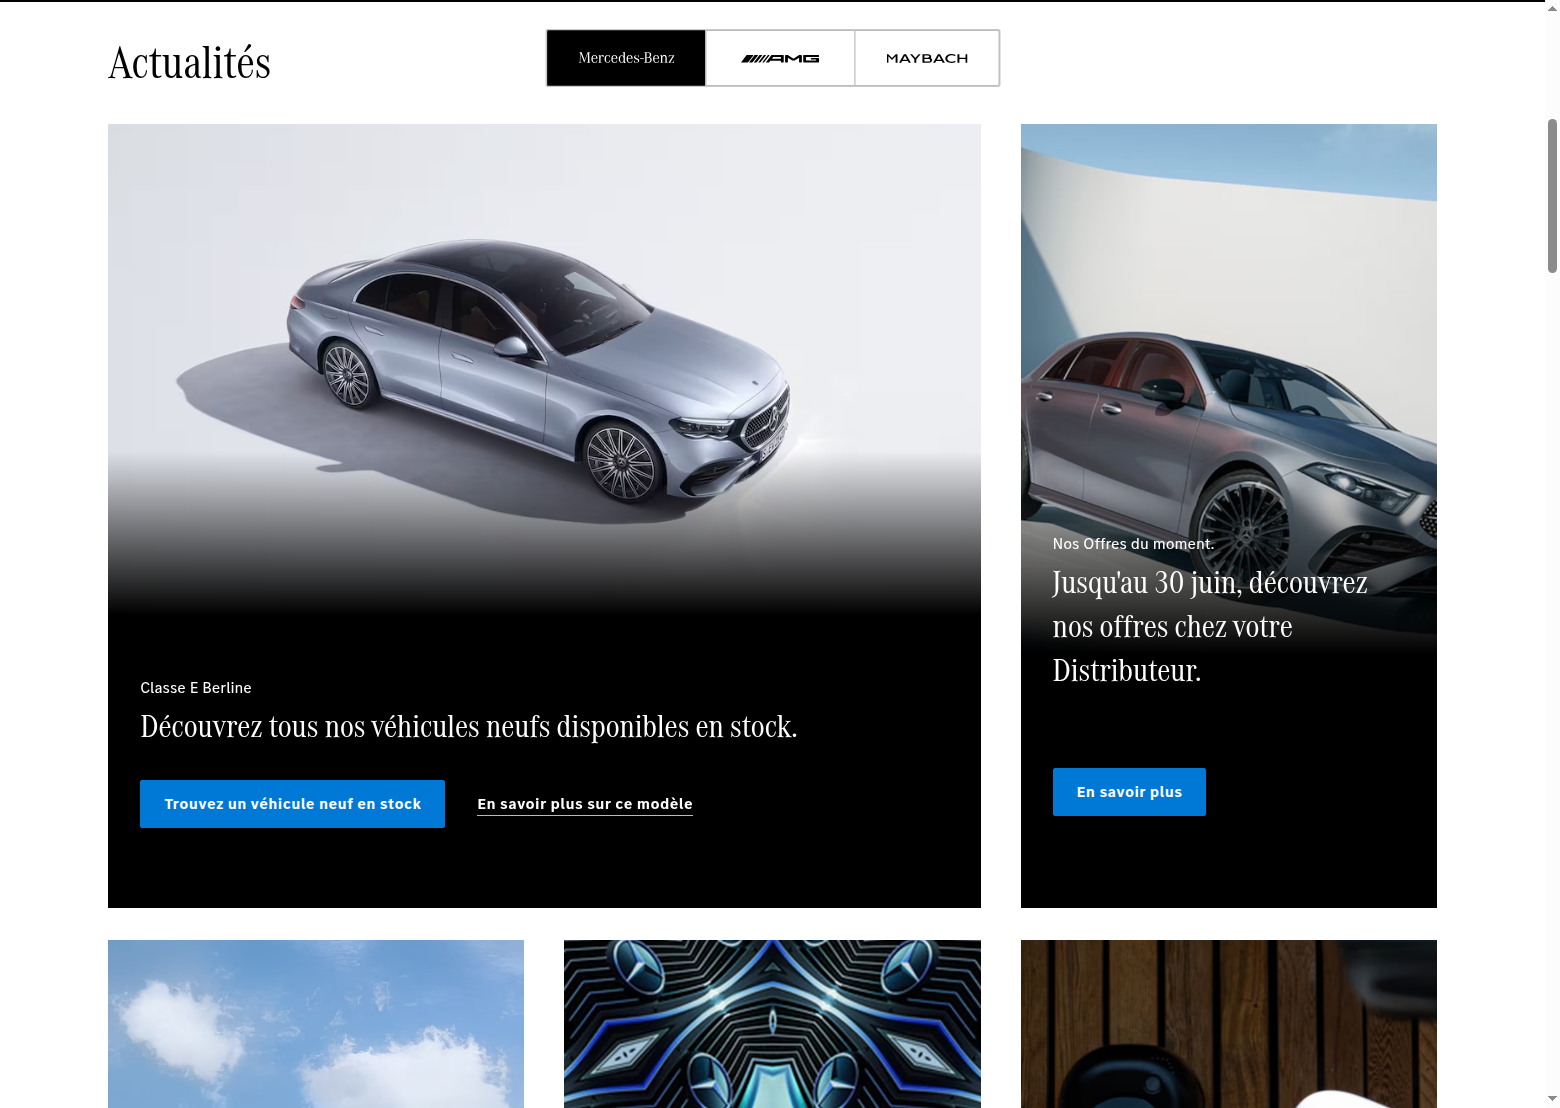 Actualités
Mercedes-Benz
AMG
MAYBACH
Classe E Berline
Découvrez tous nos véhicules neufs disponibles en stock.
Trouvez un véhicule neuf en stock
En savoir plus sur ce modèle
Nos Offres du moment.
Jusqu'au 30 juin, découvrez
nos offres chez votre
Distributeur.
En savoir plus